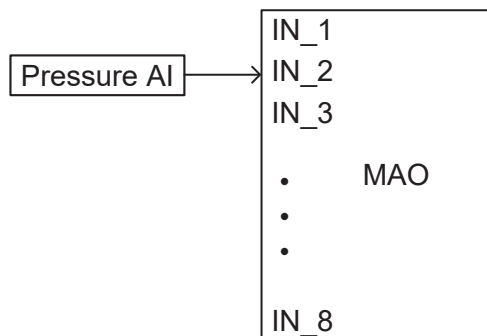 IN_1
Pressure AI
IN_2
IN_3
MAO
IN_8